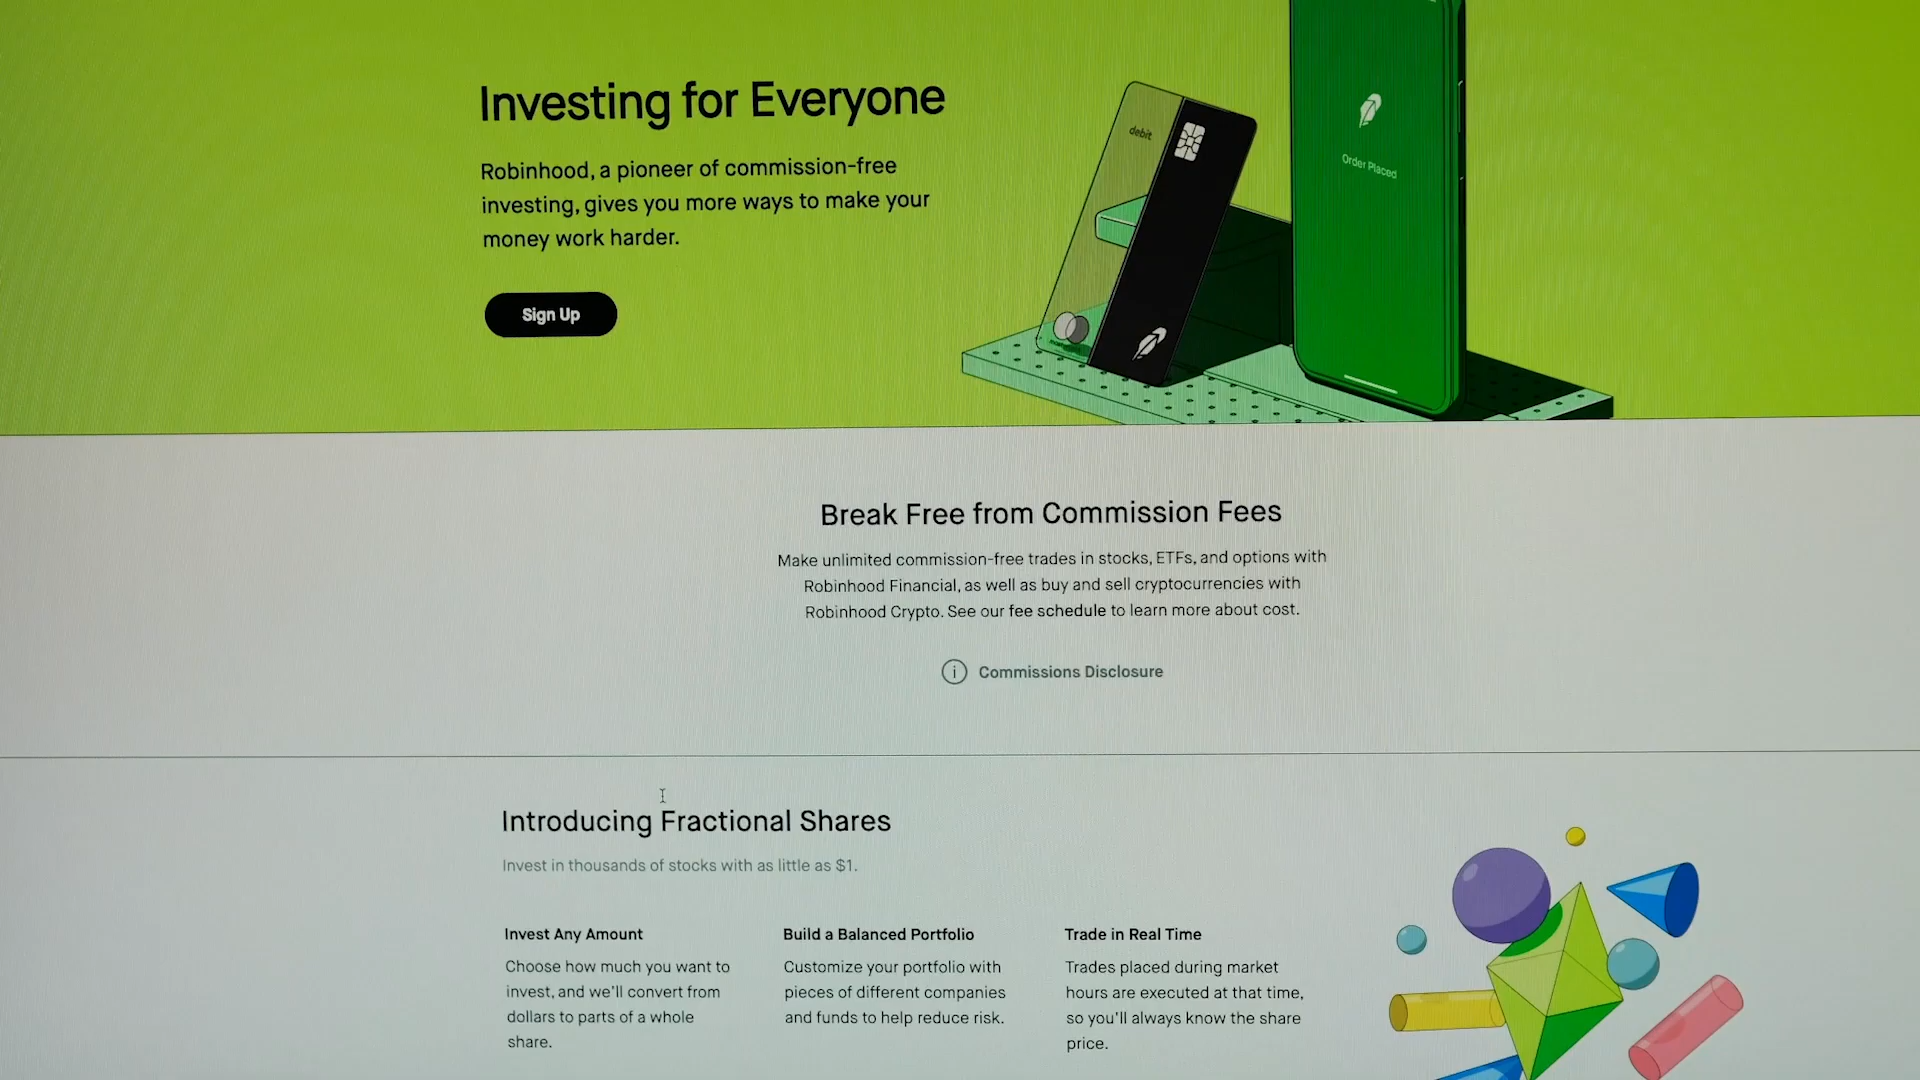 Investing for Everyone
Robinhood, a pioneer of commission-free
investing, gives you more ways to make your
money work harder.
Sign Up
debit
Order Placed
Break Free from Commission Fees
Make unlimited commission-free trades in stocks, ETFs, and options with
Robinhood Financial, as well as buy and sell cryptocurrencies with
Robinhood Crypto. See our fee schedule to learn more about cost.
i Commissions Disclosure
Introducing Fractional Shares
Invest in thousands of stocks with as little as $1.
Invest Any Amount
Choose how much you want to
invest, and we'll convert from
dollars to parts of a whole
share.
Build a Balanced Portfolio
Customize your portfolio with
pieces of different companies
and funds to help reduce risk.
Trade in Real Time
Trades placed during market
hours are executed at that time,
so you'll always know the share
price.